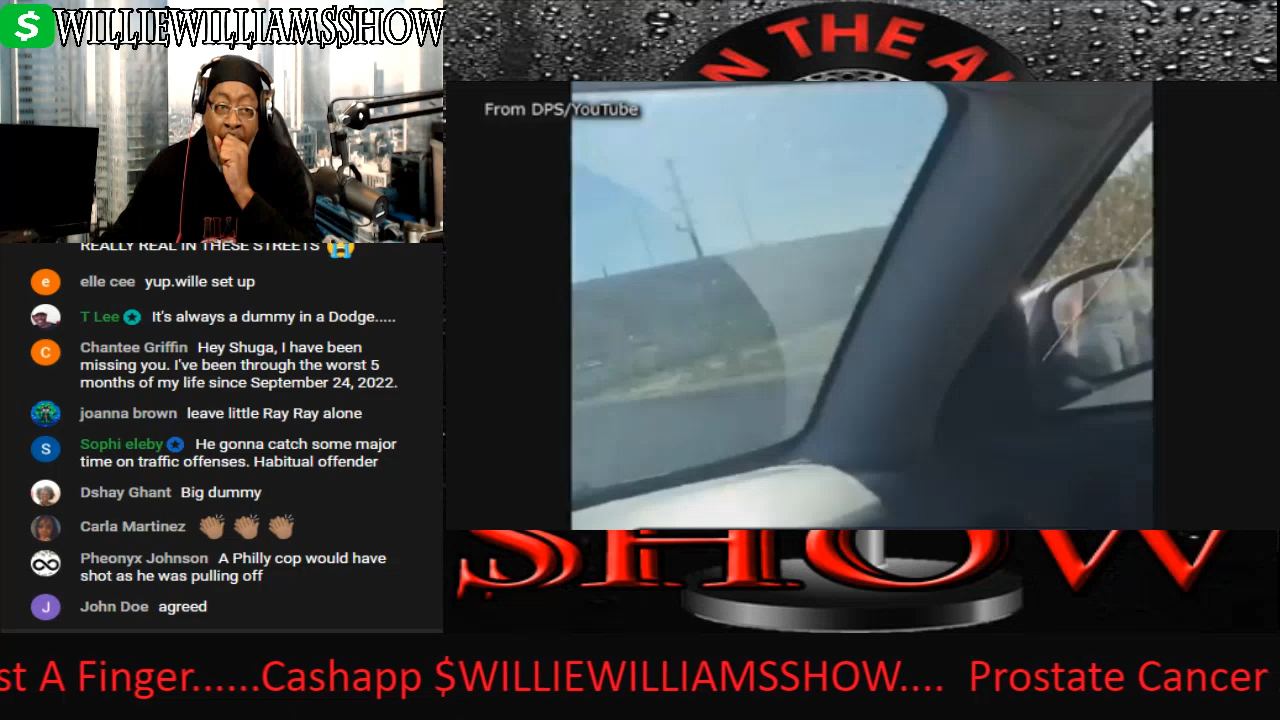 $ WILLIEWILLIAMSSHOW
N THE A
From DPS/YouTube
REALLY REAL IN THESE STREETS 😭
e elle cee yup.wille set up
T Lee It's always a dummy in a Dodge.....
C Chantee Griffin Hey Shuga, I have been
missing you. I've been through the worst 5
months of my life since September 24, 2022.
joanna brown leave little Ray Ray alone
S Sophi eleby He gonna catch some major
time on traffic offenses. Habitual offender
Dshay Ghant Big dummy
Carla Martinez 👏🏽 👏🏽 👏🏽
Pheonyx Johnson A Philly cop would have
shot as he was pulling off
J John Doe agreed
$HOW
st A Finger......Cashapp $WILLIEWILLIAMSSHOW.... Prostate Cancer